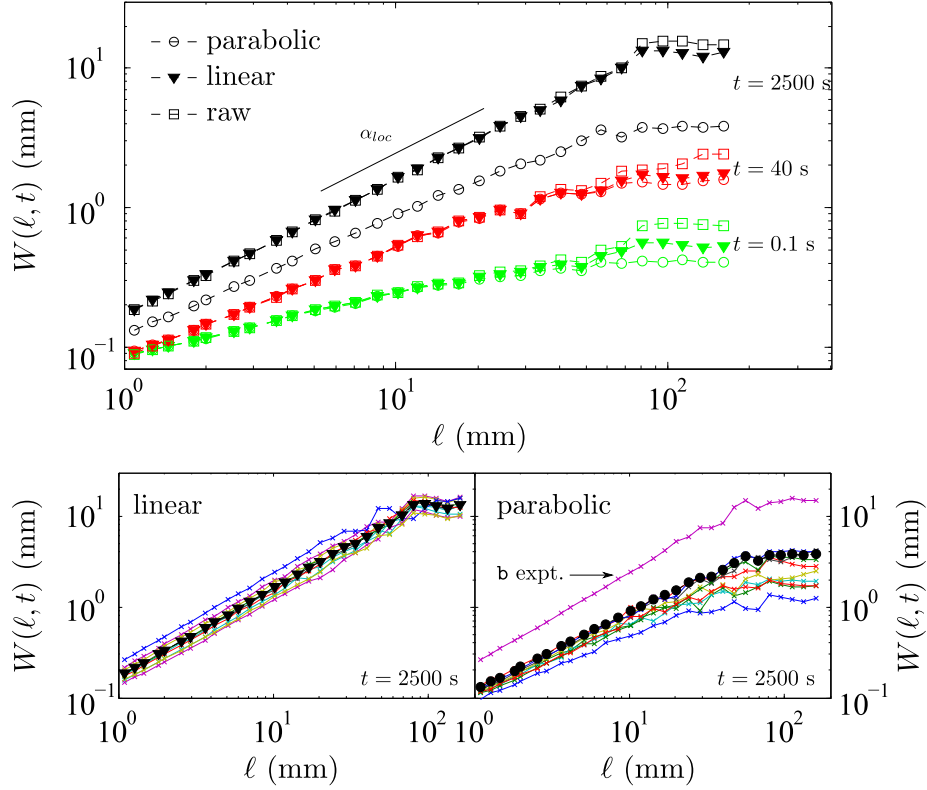 parabolic
linear
raw
α_loc
t = 2500 s
t = 40 s
t = 0.1 s
W(ℓ, t) (mm)
10^1
10^0
10^−1
10^0 10^1 10^2
ℓ (mm)
linear
t = 2500 s
W(ℓ, t) (mm)
10^1
10^0
10^−1
10^0 10^1 10^2
ℓ (mm)
parabolic
b expt.
t = 2500 s
10^1
10^0
10^−1
W(ℓ, t) (mm)
10^0 10^1 10^2
ℓ (mm)